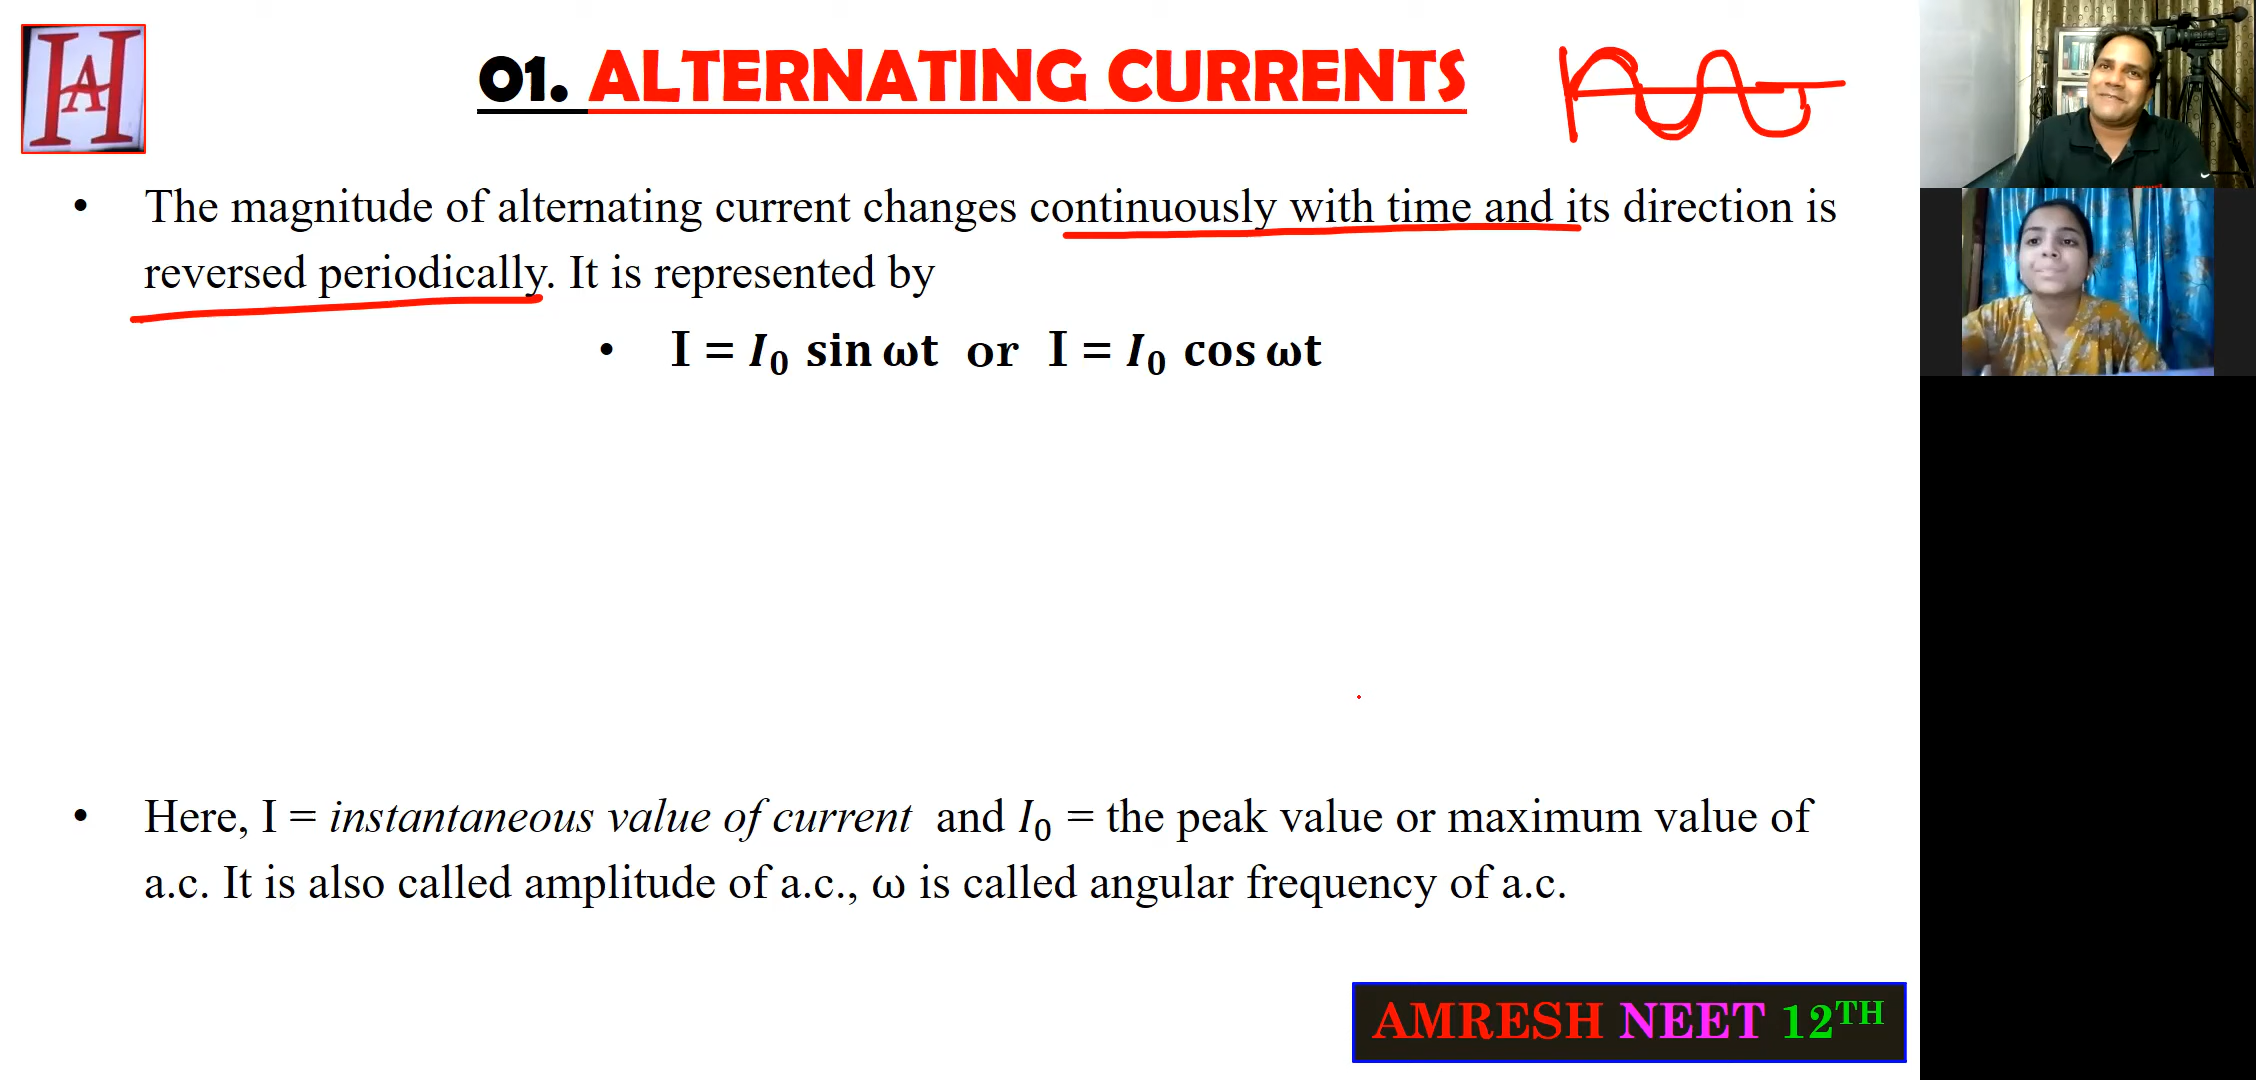 HA
01. ALTERNATING CURRENTS
• The magnitude of alternating current changes continuously with time and its direction is
reversed periodically. It is represented by
• I = I₀ sin ωt or I = I₀ cos ωt
• Here, I = instantaneous value of current and I₀ = the peak value or maximum value of
a.c. It is also called amplitude of a.c., ω is called angular frequency of a.c.
AMRESH NEET 12TH